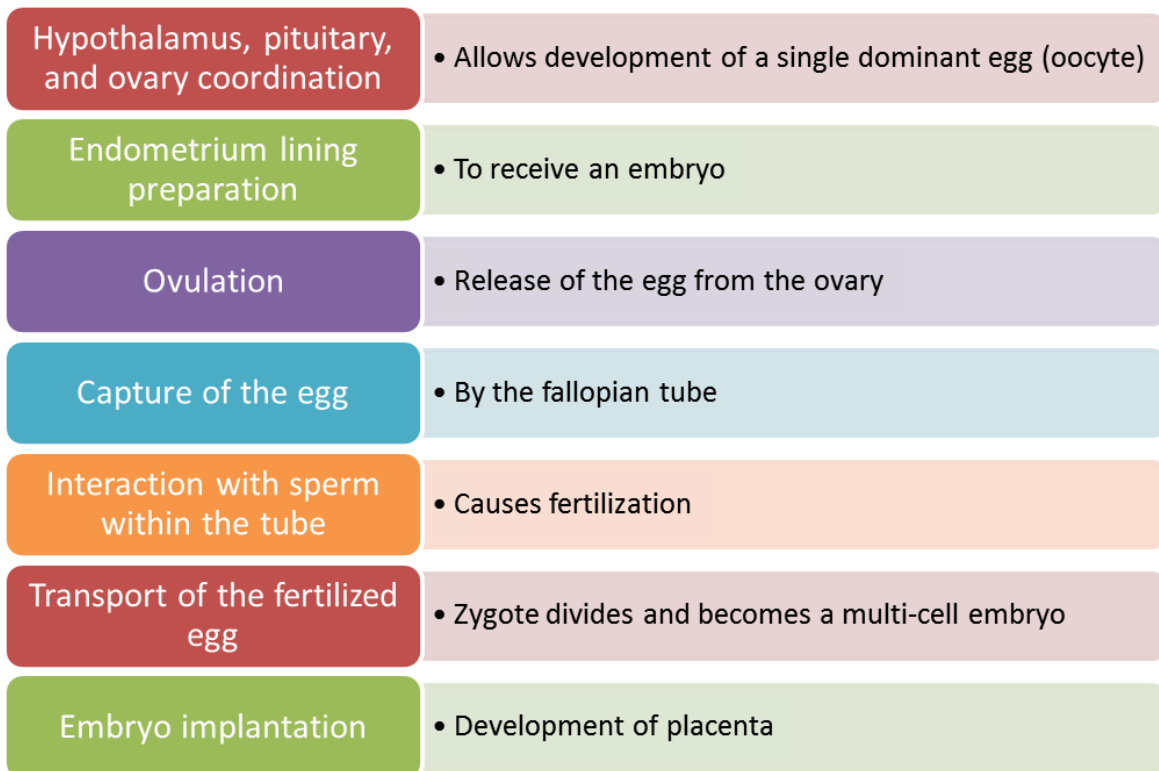 Hypothalamus, pituitary,
and ovary coordination
• Allows development of a single dominant egg (oocyte)
Endometrium lining
preparation
• To receive an embryo
Ovulation
• Release of the egg from the ovary
Capture of the egg
• By the fallopian tube
Interaction with sperm
within the tube
• Causes fertilization
Transport of the fertilized
egg
• Zygote divides and becomes a multi-cell embryo
Embryo implantation
• Development of placenta